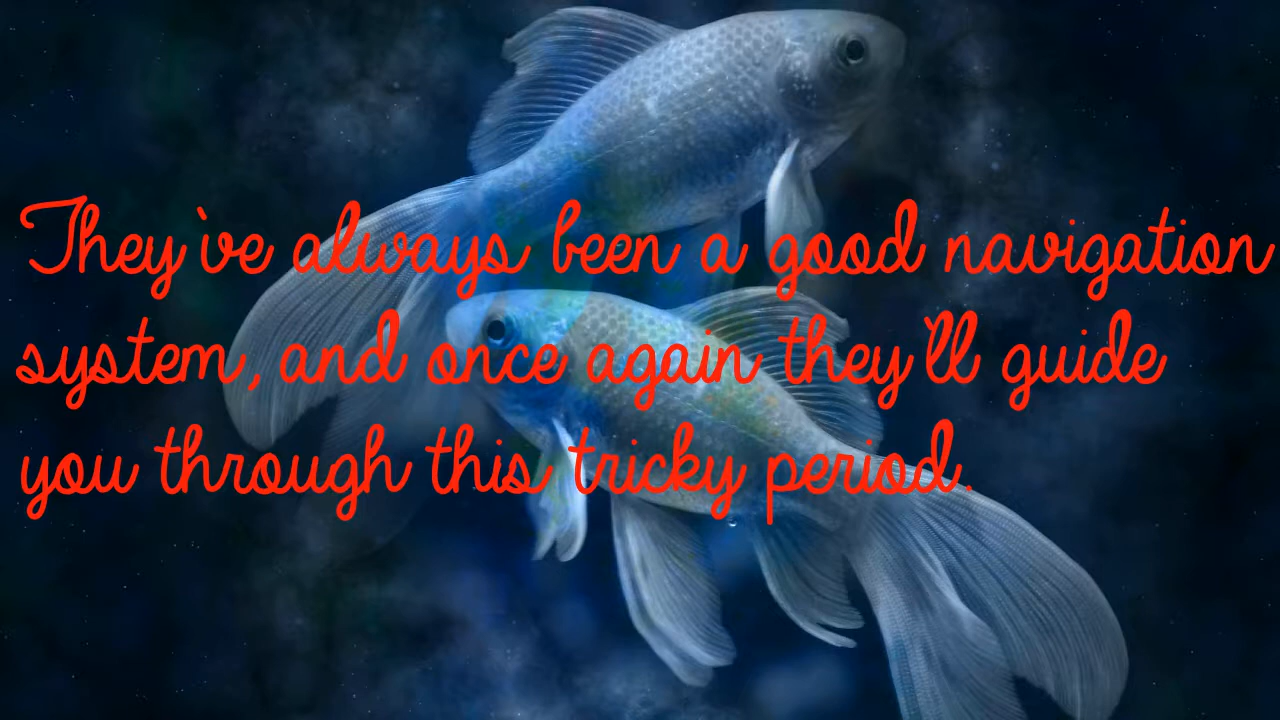 They`ve always been a good navigation
system, and once again they`ll guide
you through this tricky period.